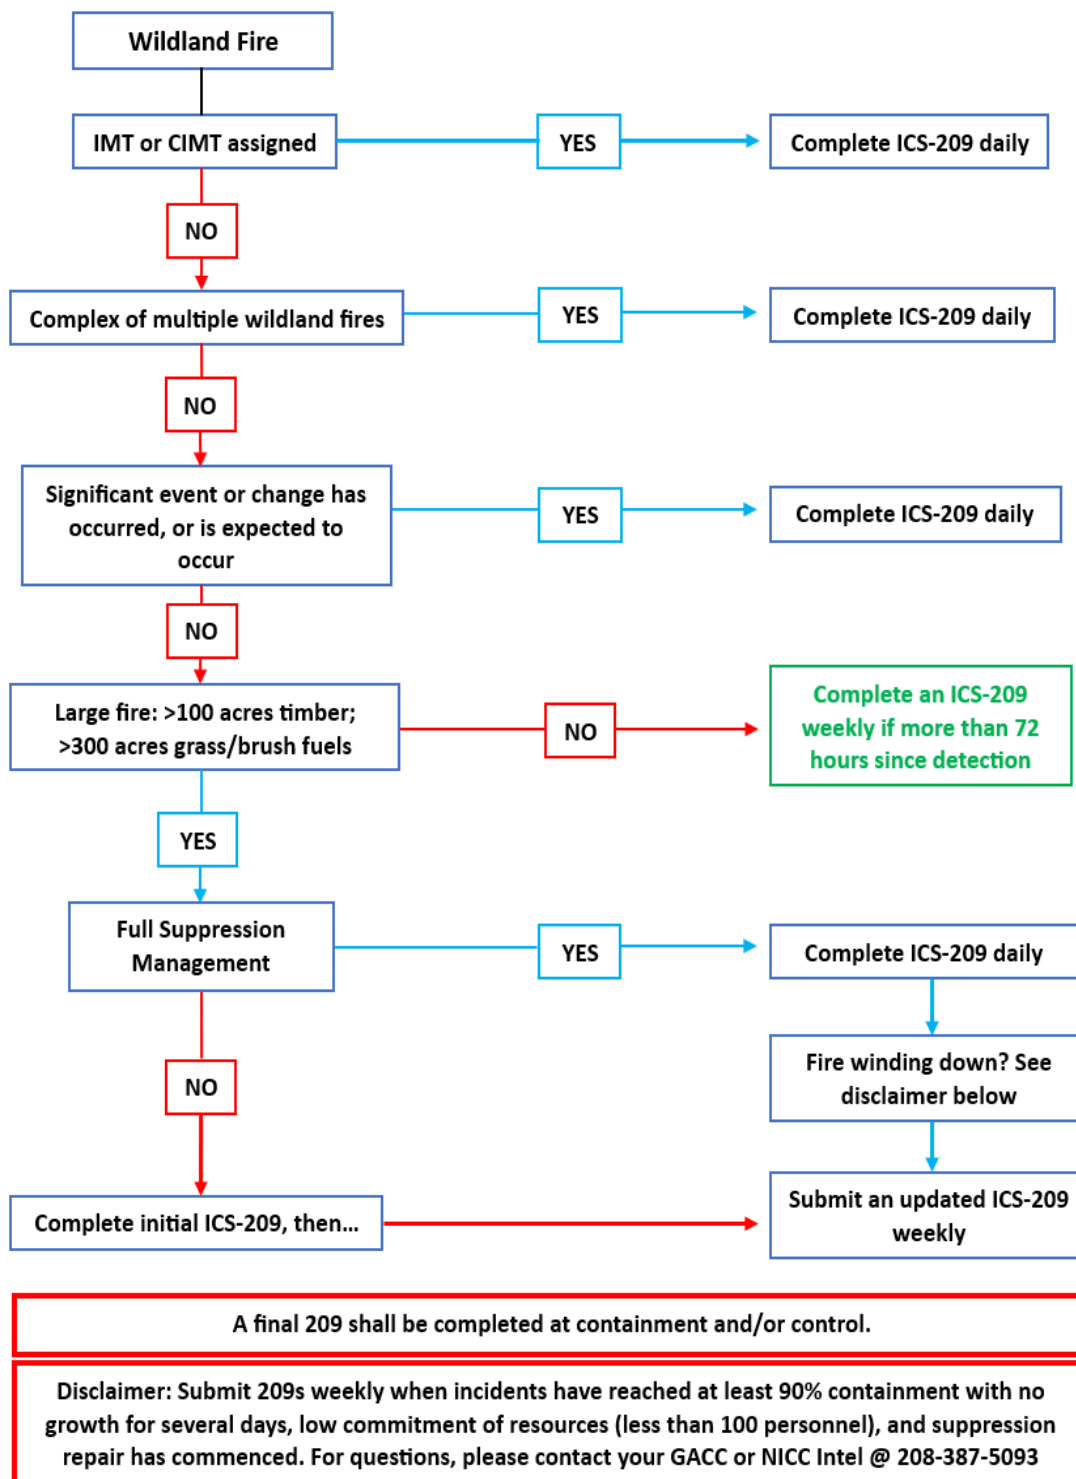 Wildland Fire
IMT or CIMT assigned
YES
Complete ICS-209 daily
NO
Complex of multiple wildland fires
YES
Complete ICS-209 daily
NO
Significant event or change has
occurred, or is expected to
occur
YES
Complete ICS-209 daily
NO
Large fire: >100 acres timber;
>300 acres grass/brush fuels
NO
Complete an ICS-209
weekly if more than 72
hours since detection
YES
Full Suppression
Management
YES
Complete ICS-209 daily
NO
Fire winding down? See
disclaimer below
Complete initial ICS-209, then...
Submit an updated ICS-209
weekly
A final 209 shall be completed at containment and/or control.
Disclaimer: Submit 209s weekly when incidents have reached at least 90% containment with no
growth for several days, low commitment of resources (less than 100 personnel), and suppression
repair has commenced. For questions, please contact your GACC or NICC Intel @ 208-387-5093